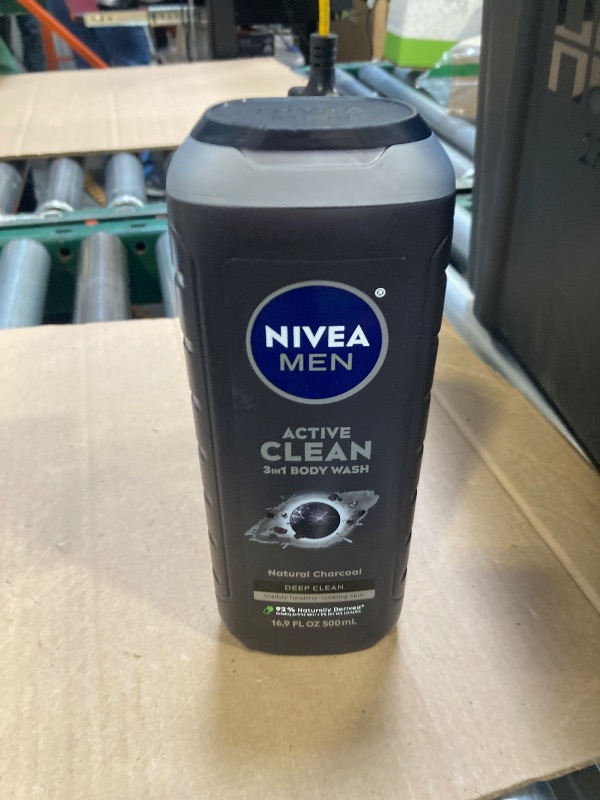 NIVEA
®
MEN
ACTIVE
CLEAN
3IN1 BODY WASH
Natural Charcoal
DEEP CLEAN
Visibly healthy-looking skin
92% Naturally Derived*
16.9 FL OZ 500mL